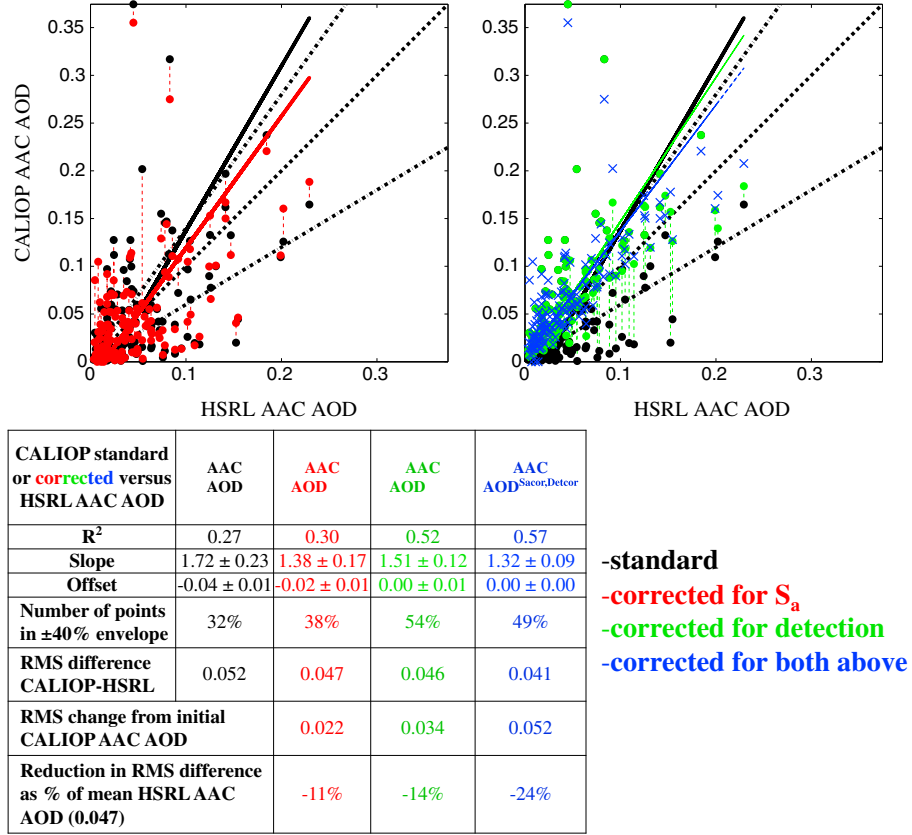 0.35
0.3
0.25
0.2
0.15
0.1
0.05
0
0
0.1
0.2
0.3
CALIOP AAC AOD
HSRL AAC AOD
0.35
0.3
0.25
0.2
0.15
0.1
0.05
0
0
0.1
0.2
0.3
HSRL AAC AOD
CALIOP standard
or corrected versus
HSRL AAC AOD
AAC
AOD
AAC
AOD
AAC
AOD
AAC
AOD^Sacor,Detcor
R² 0.27 0.30 0.52 0.57
Slope 1.72 ± 0.23 1.38 ± 0.17 1.51 ± 0.12 1.32 ± 0.09
Offset -0.04 ± 0.01 -0.02 ± 0.01 0.00 ± 0.01 0.00 ± 0.00
Number of points
in ±40% envelope
32% 38% 54% 49%
RMS difference
CALIOP-HSRL
0.052 0.047 0.046 0.041
RMS change from initial
CALIOP AAC AOD
0.022 0.034 0.052
Reduction in RMS difference
as % of mean HSRL AAC
AOD (0.047)
-11% -14% -24%
-standard
-corrected for Sₐ
-corrected for detection
-corrected for both above